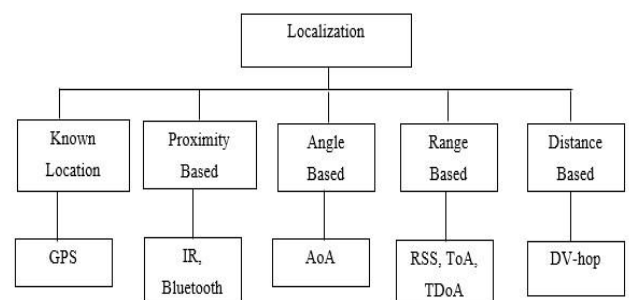 Localization
Known
Location
Proximity
Based
Angle
Based
Range
Based
Distance
Based
GPS
IR,
Bluetooth
AoA
RSS, ToA,
TDoA
DV-hop